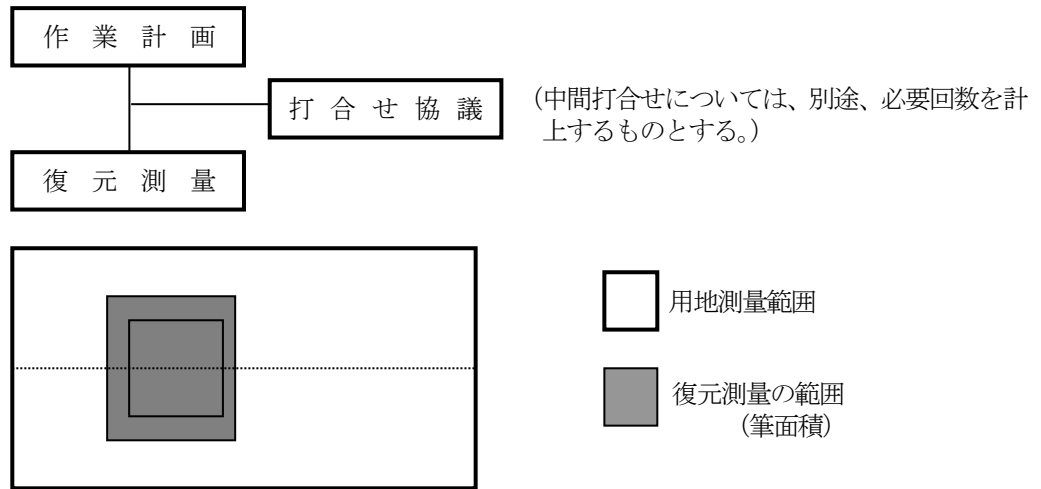 作業計画
打合せ協議
(中間打合せについては、別途、必要回数を計
上するものとする。)
復元測量
用地測量範囲
復元測量の範囲
(筆面積)